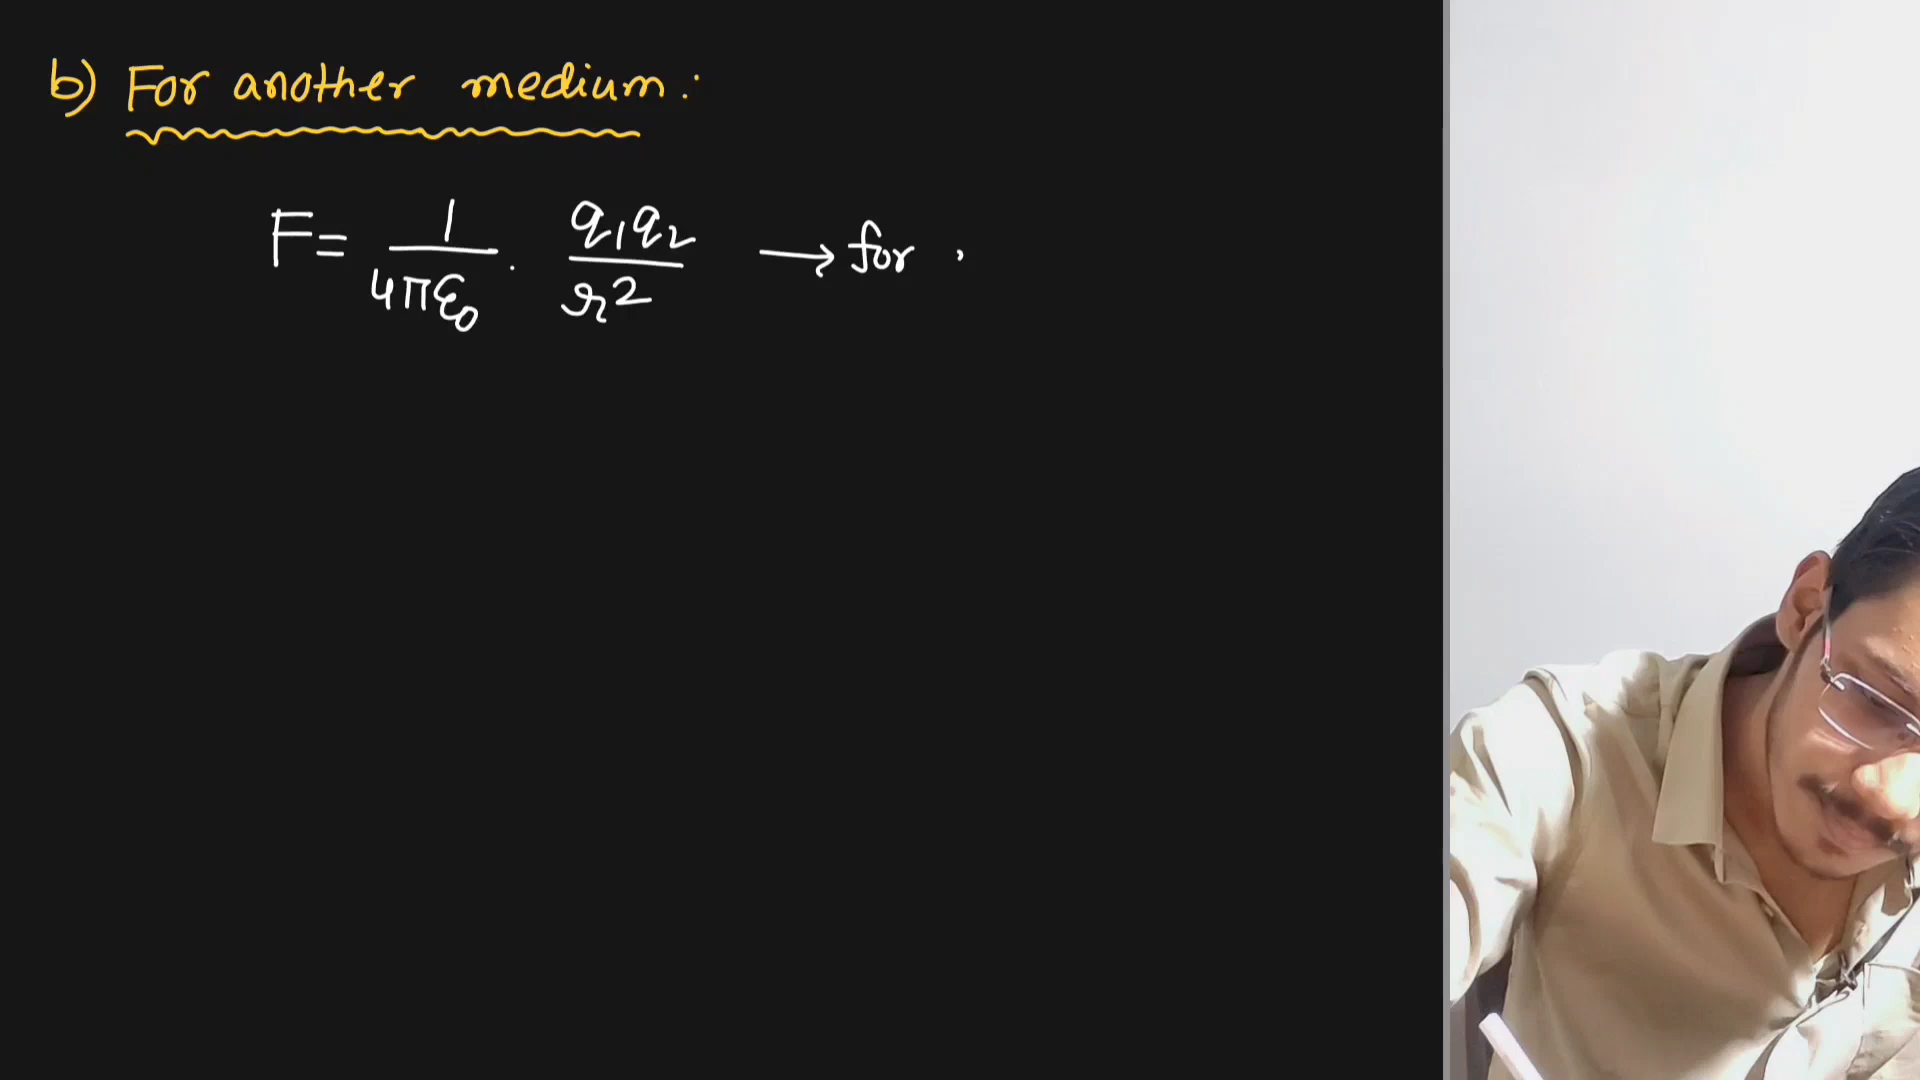 b) For another medium:
F= 1/4πε₀ . q₁q₂/r² → for